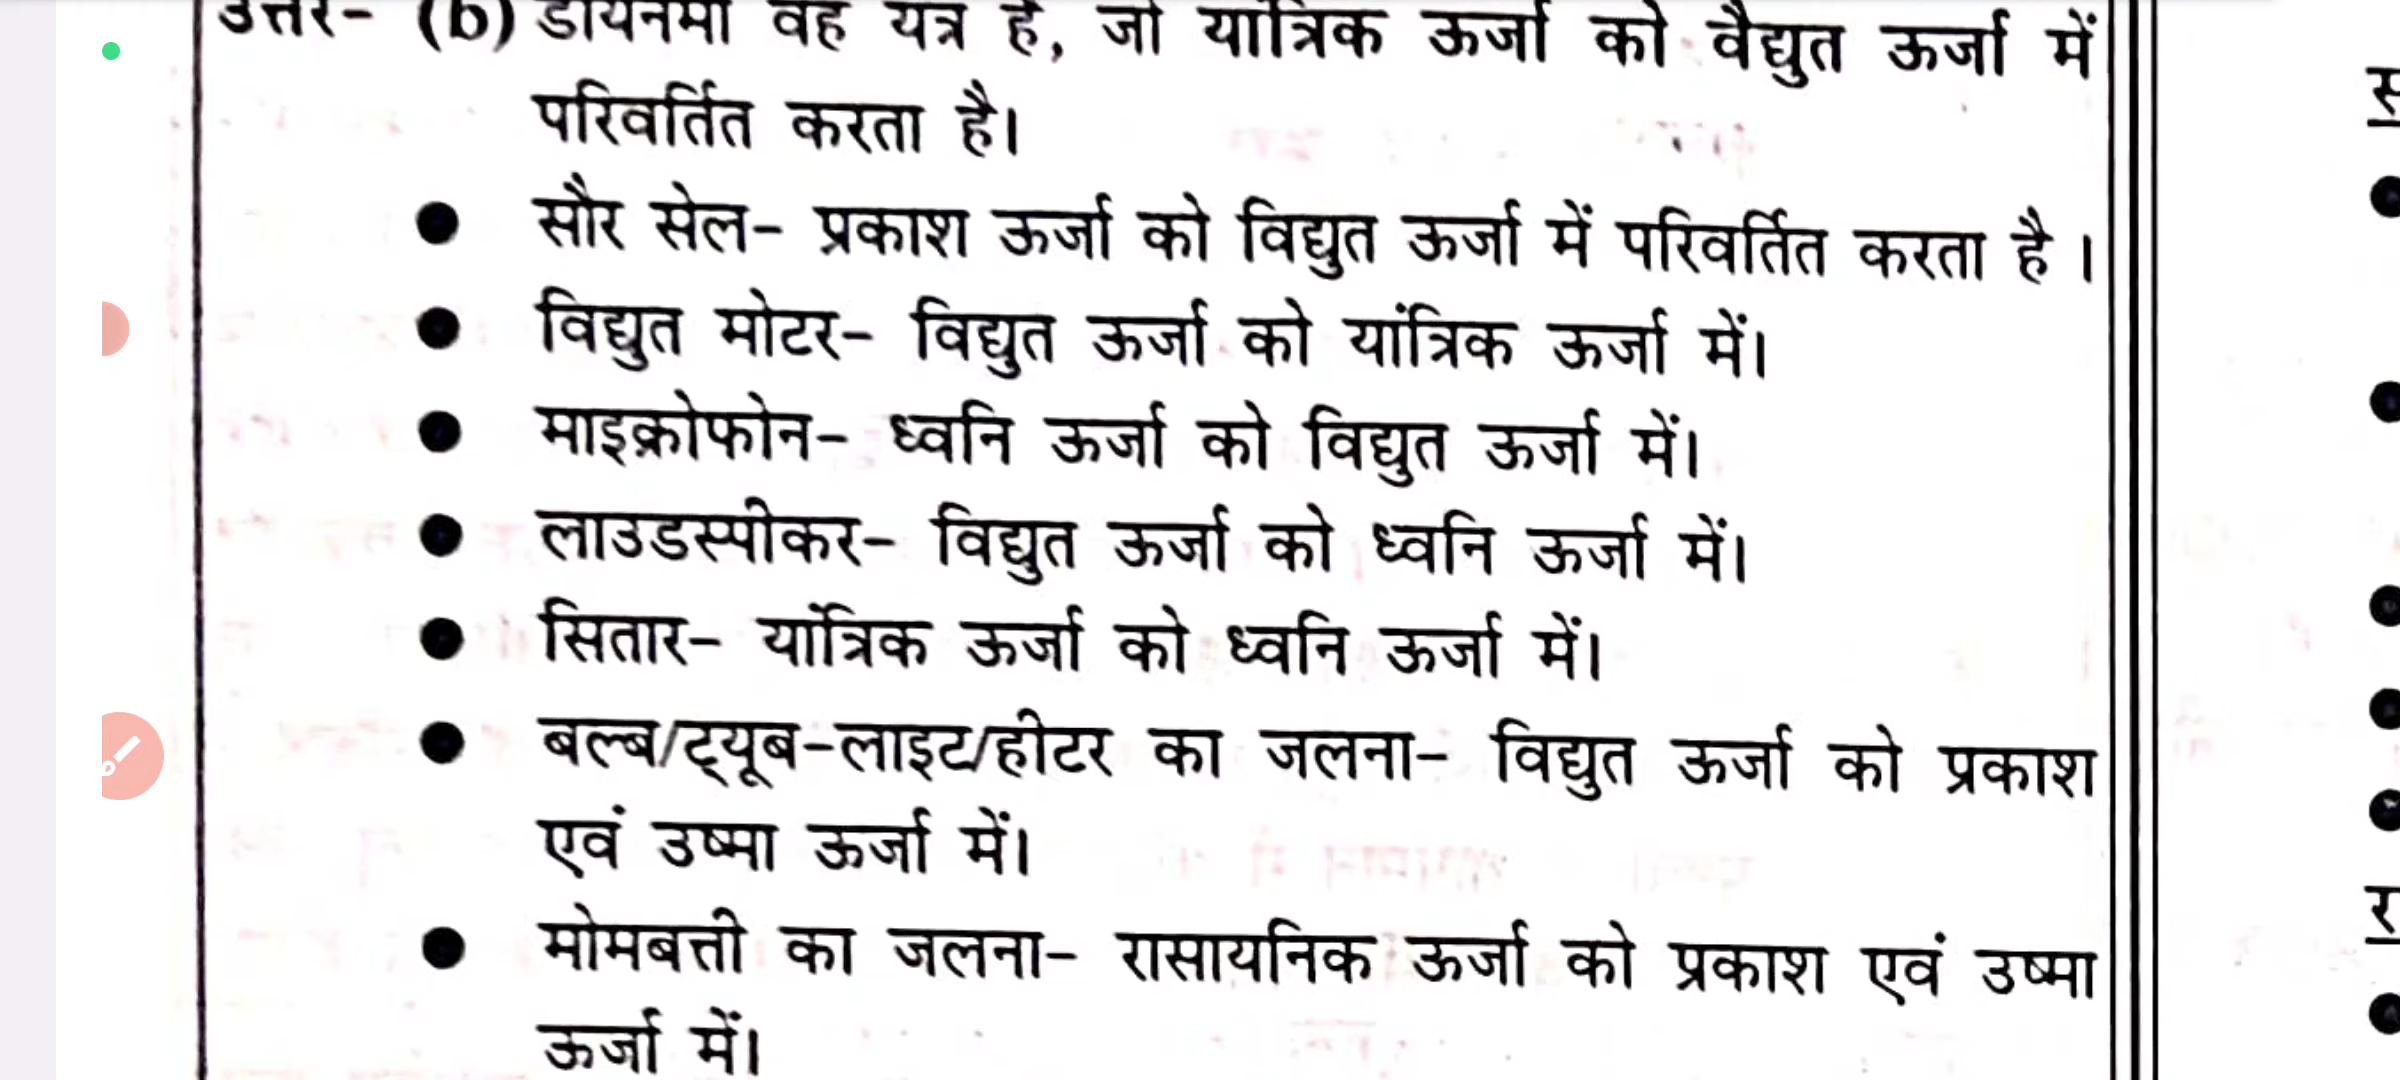 उत्तर- (b) डायनमो वह यंत्र है, जो यांत्रिक ऊर्जा को वैद्युत ऊर्जा में
परिवर्तित करता है।
● सौर सेल- प्रकाश ऊर्जा को विद्युत ऊर्जा में परिवर्तित करता है ।
● विद्युत मोटर- विद्युत ऊर्जा को यांत्रिक ऊर्जा में।
● माइक्रोफोन- ध्वनि ऊर्जा को विद्युत ऊर्जा में।
● लाउडस्पीकर- विद्युत ऊर्जा को ध्वनि ऊर्जा में।
● सितार- यांत्रिक ऊर्जा को ध्वनि ऊर्जा में।
● बल्ब/ट्यूब-लाइट/हीटर का जलना- विद्युत ऊर्जा को प्रकाश
एवं उष्मा ऊर्जा में।
● मोमबत्ती का जलना- रासायनिक ऊर्जा को प्रकाश एवं उष्मा
ऊर्जा में।